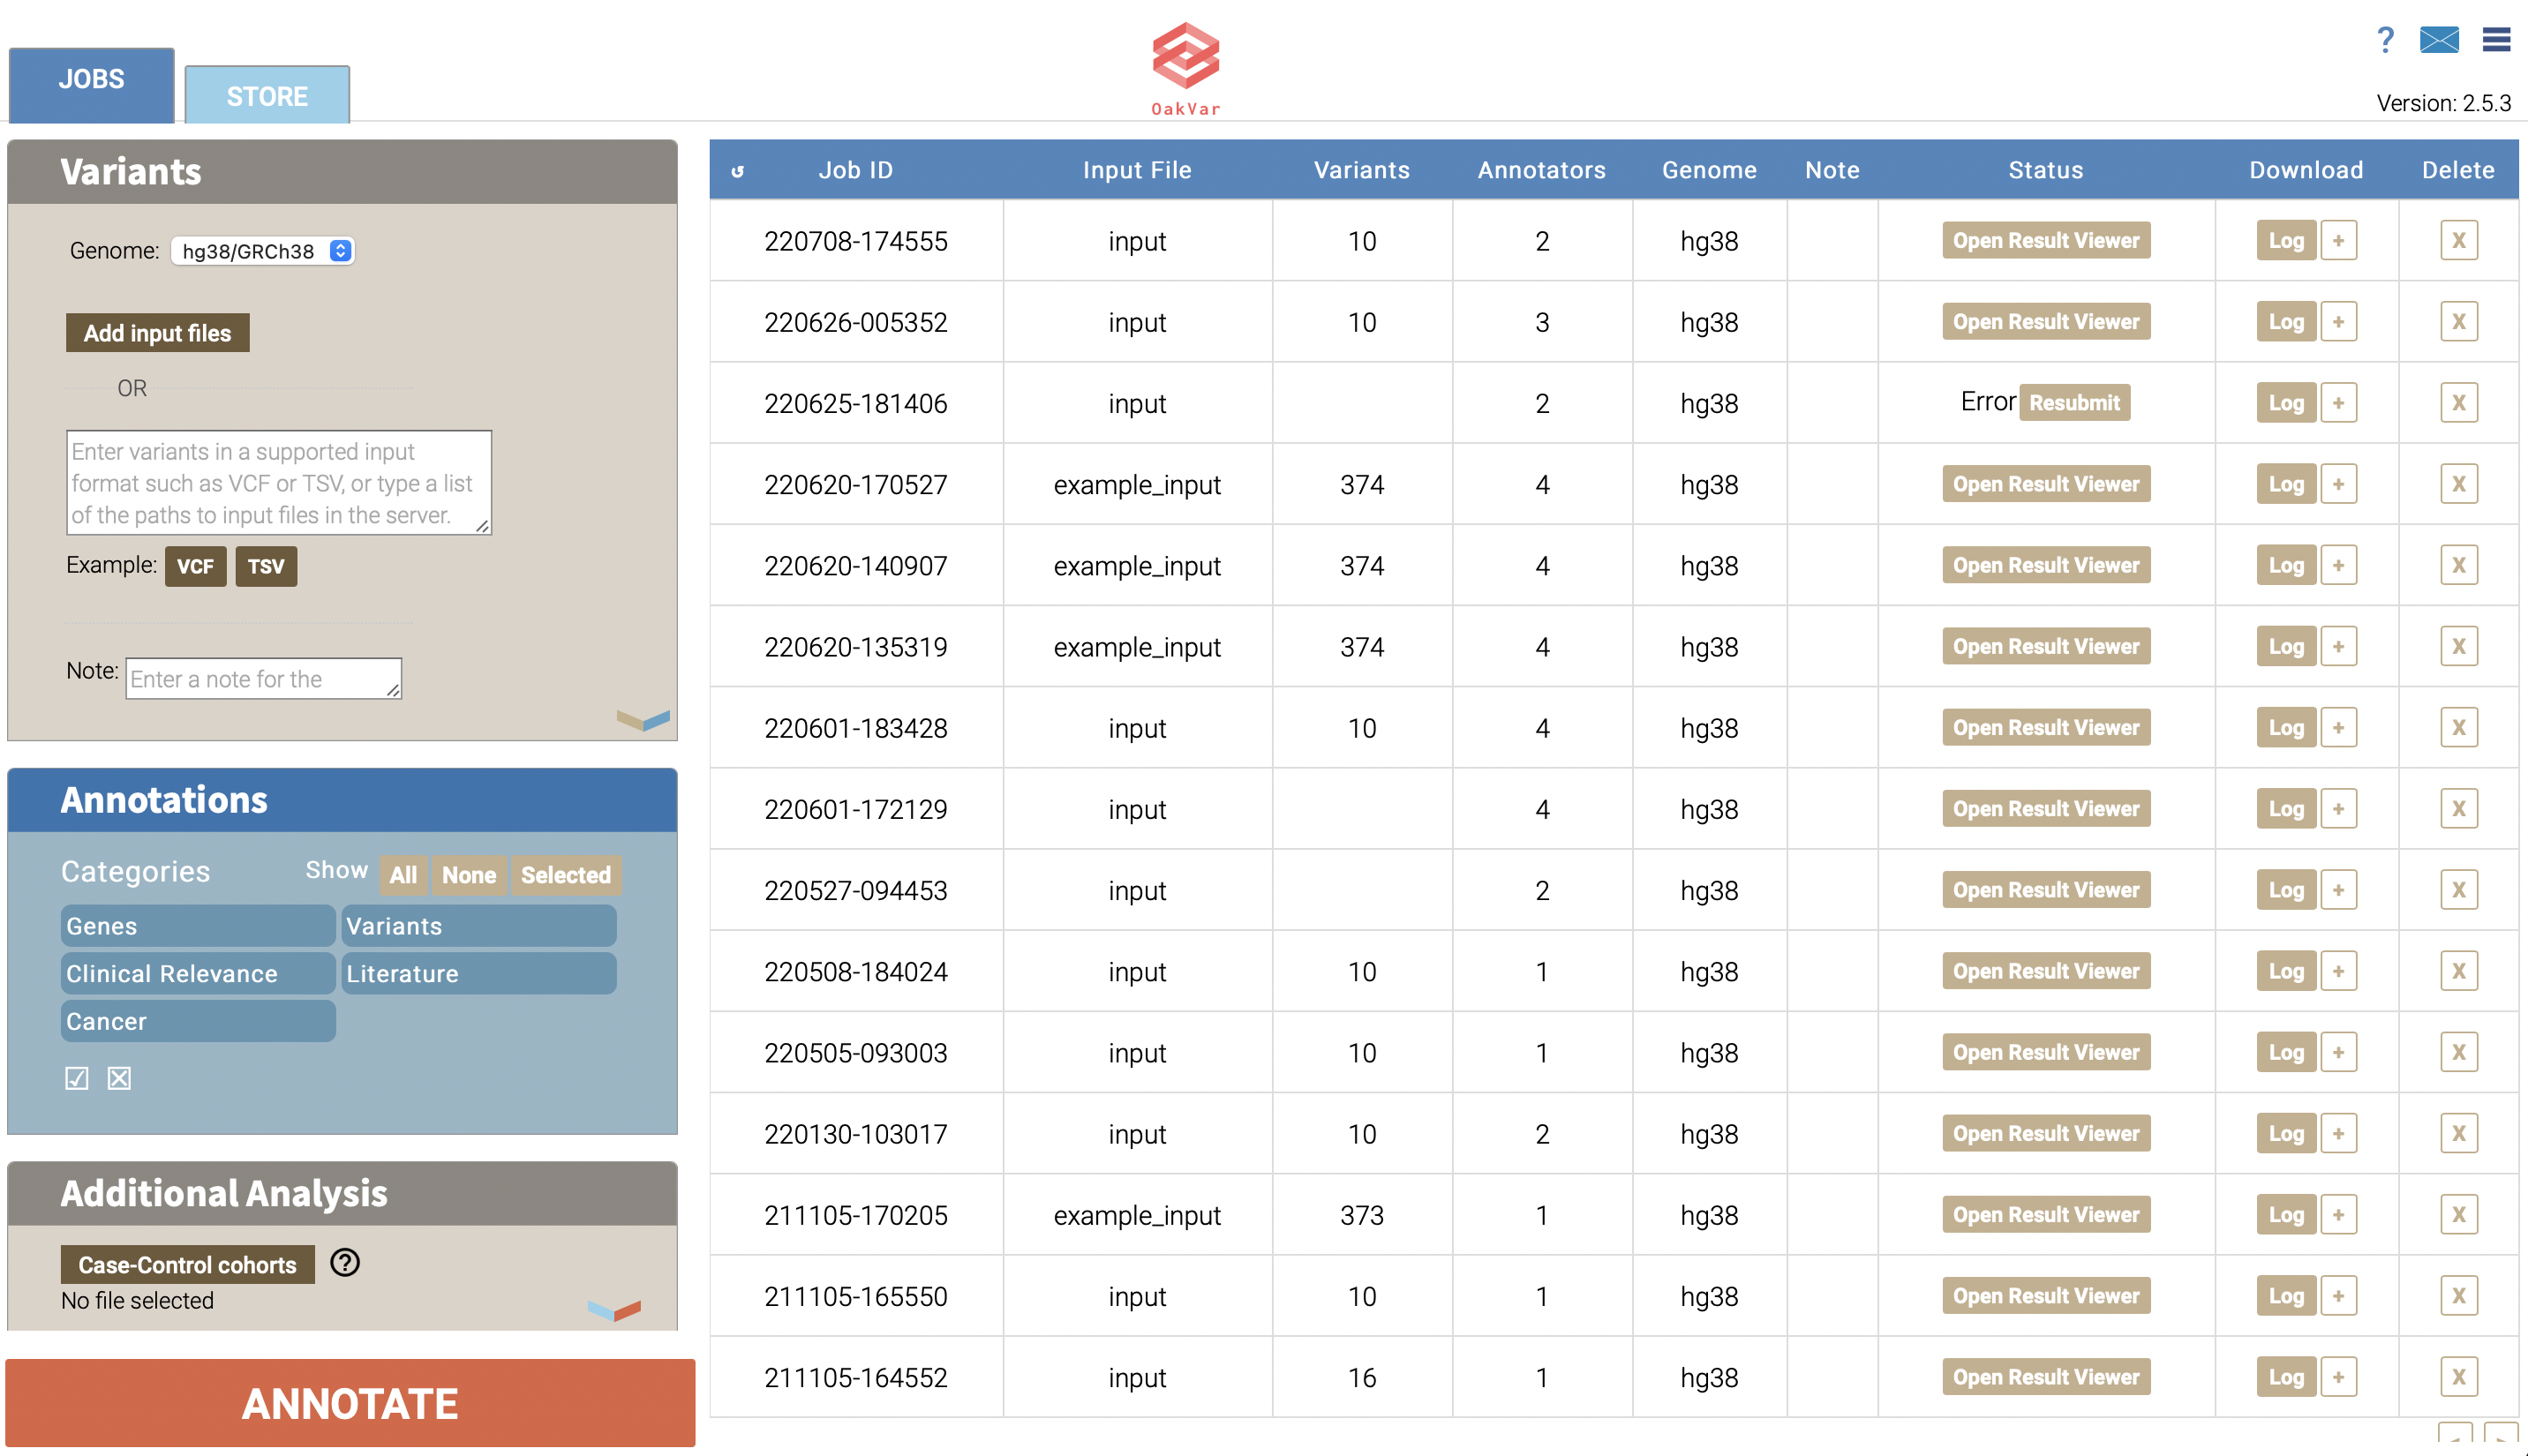 JOBS
STORE
OakVar
?
Version: 2.5.3
Variants
Genome: hg38/GRCh38
Add input files
OR
Enter variants in a supported input
format such as VCF or TSV, or type a list
of the paths to input files in the server.
Example: VCF TSV
Note: Enter a note for the
Annotations
Categories Show All None Selected
Genes Variants
Clinical Relevance Literature
Cancer
Additional Analysis
Case-Control cohorts ?
No file selected
ANNOTATE
Job ID Input File Variants Annotators Genome Note Status Download Delete
220708-174555 input 10 2 hg38 Open Result Viewer Log + X
220626-005352 input 10 3 hg38 Open Result Viewer Log + X
220625-181406 input 2 hg38 Error Resubmit Log + X
220620-170527 example_input 374 4 hg38 Open Result Viewer Log + X
220620-140907 example_input 374 4 hg38 Open Result Viewer Log + X
220620-135319 example_input 374 4 hg38 Open Result Viewer Log + X
220601-183428 input 10 4 hg38 Open Result Viewer Log + X
220601-172129 input 4 hg38 Open Result Viewer Log + X
220527-094453 input 2 hg38 Open Result Viewer Log + X
220508-184024 input 10 1 hg38 Open Result Viewer Log + X
220505-093003 input 10 1 hg38 Open Result Viewer Log + X
220130-103017 input 10 2 hg38 Open Result Viewer Log + X
211105-170205 example_input 373 1 hg38 Open Result Viewer Log + X
211105-165550 input 10 1 hg38 Open Result Viewer Log + X
211105-164552 input 16 1 hg38 Open Result Viewer Log + X